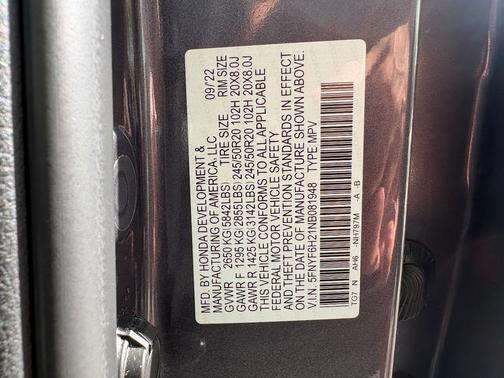 MFD. BY HONDA DEVELOPMENT & 09/22
MANUFACTURING OF AMERICA, LLC
GVWR 2650 KG(5842LBS) TIRE SIZE RIM SIZE
GAWR F 1295 KG(2855LBS) 245/50R20 102H 20X8.0J
GAWR R 1425 KG(3142LBS) 245/50R20 102H 20X8.0J
THIS VEHICLE CONFORMS TO ALL APPLICABLE
FEDERAL MOTOR VEHICLE SAFETY
AND THEFT PREVENTION STANDARDS IN EFFECT
ON THE DATE OF MANUFACTURE SHOWN ABOVE.
V.I.N.: 5FNYF6H21NB081948 TYPE: MPV
TG7 N AH6 -NH797M -A -B